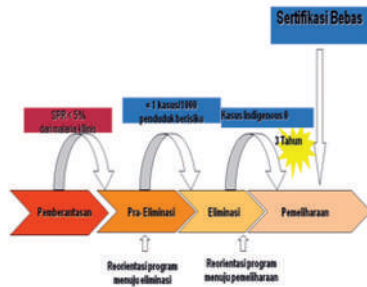 Sertifikasi Bebas
SPR < 5%
dari malaria klinis
< 1 kasus/1000
penduduk berisiko
Kasus Indigenous 0
3 Tahun
Pemberantasan
Pra- Eliminasi
Eliminasi
Pemeliharaan
Reorientasi program
menuju eliminasi
Reorientasi program
menuju pemeliharaan